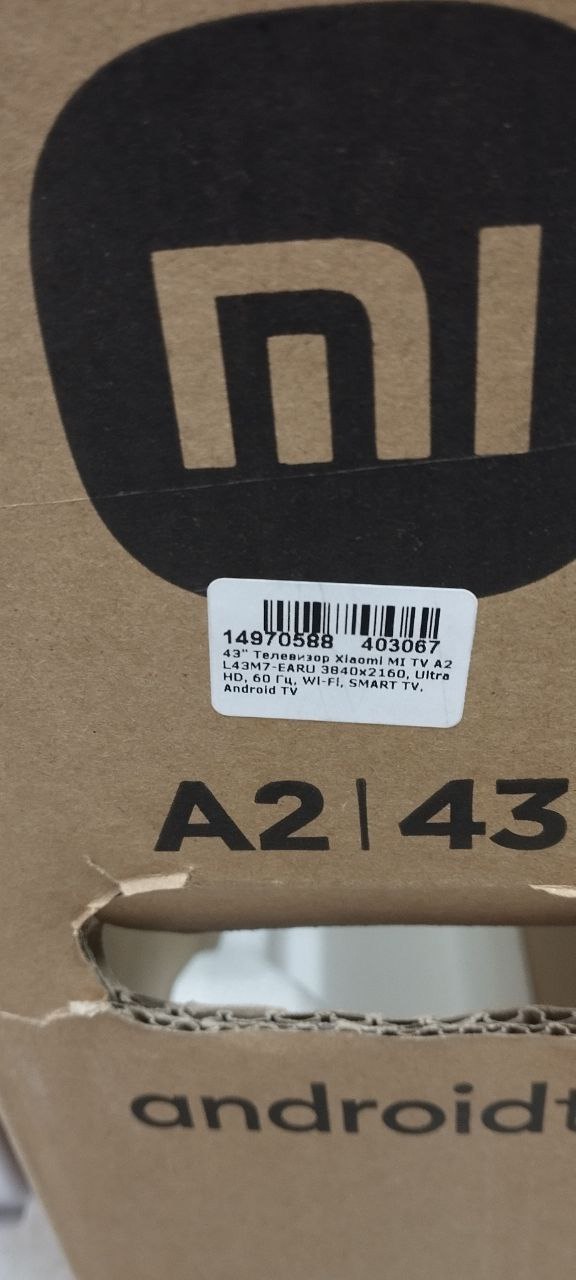 mi
14970588 403067
43" Телевизор Xiaomi MI TV A2
L43M7-EARU 3840x2160, Ultra
HD, 60 Гц, Wi-Fi, SMART TV,
Android TV
A2 | 43
androidt